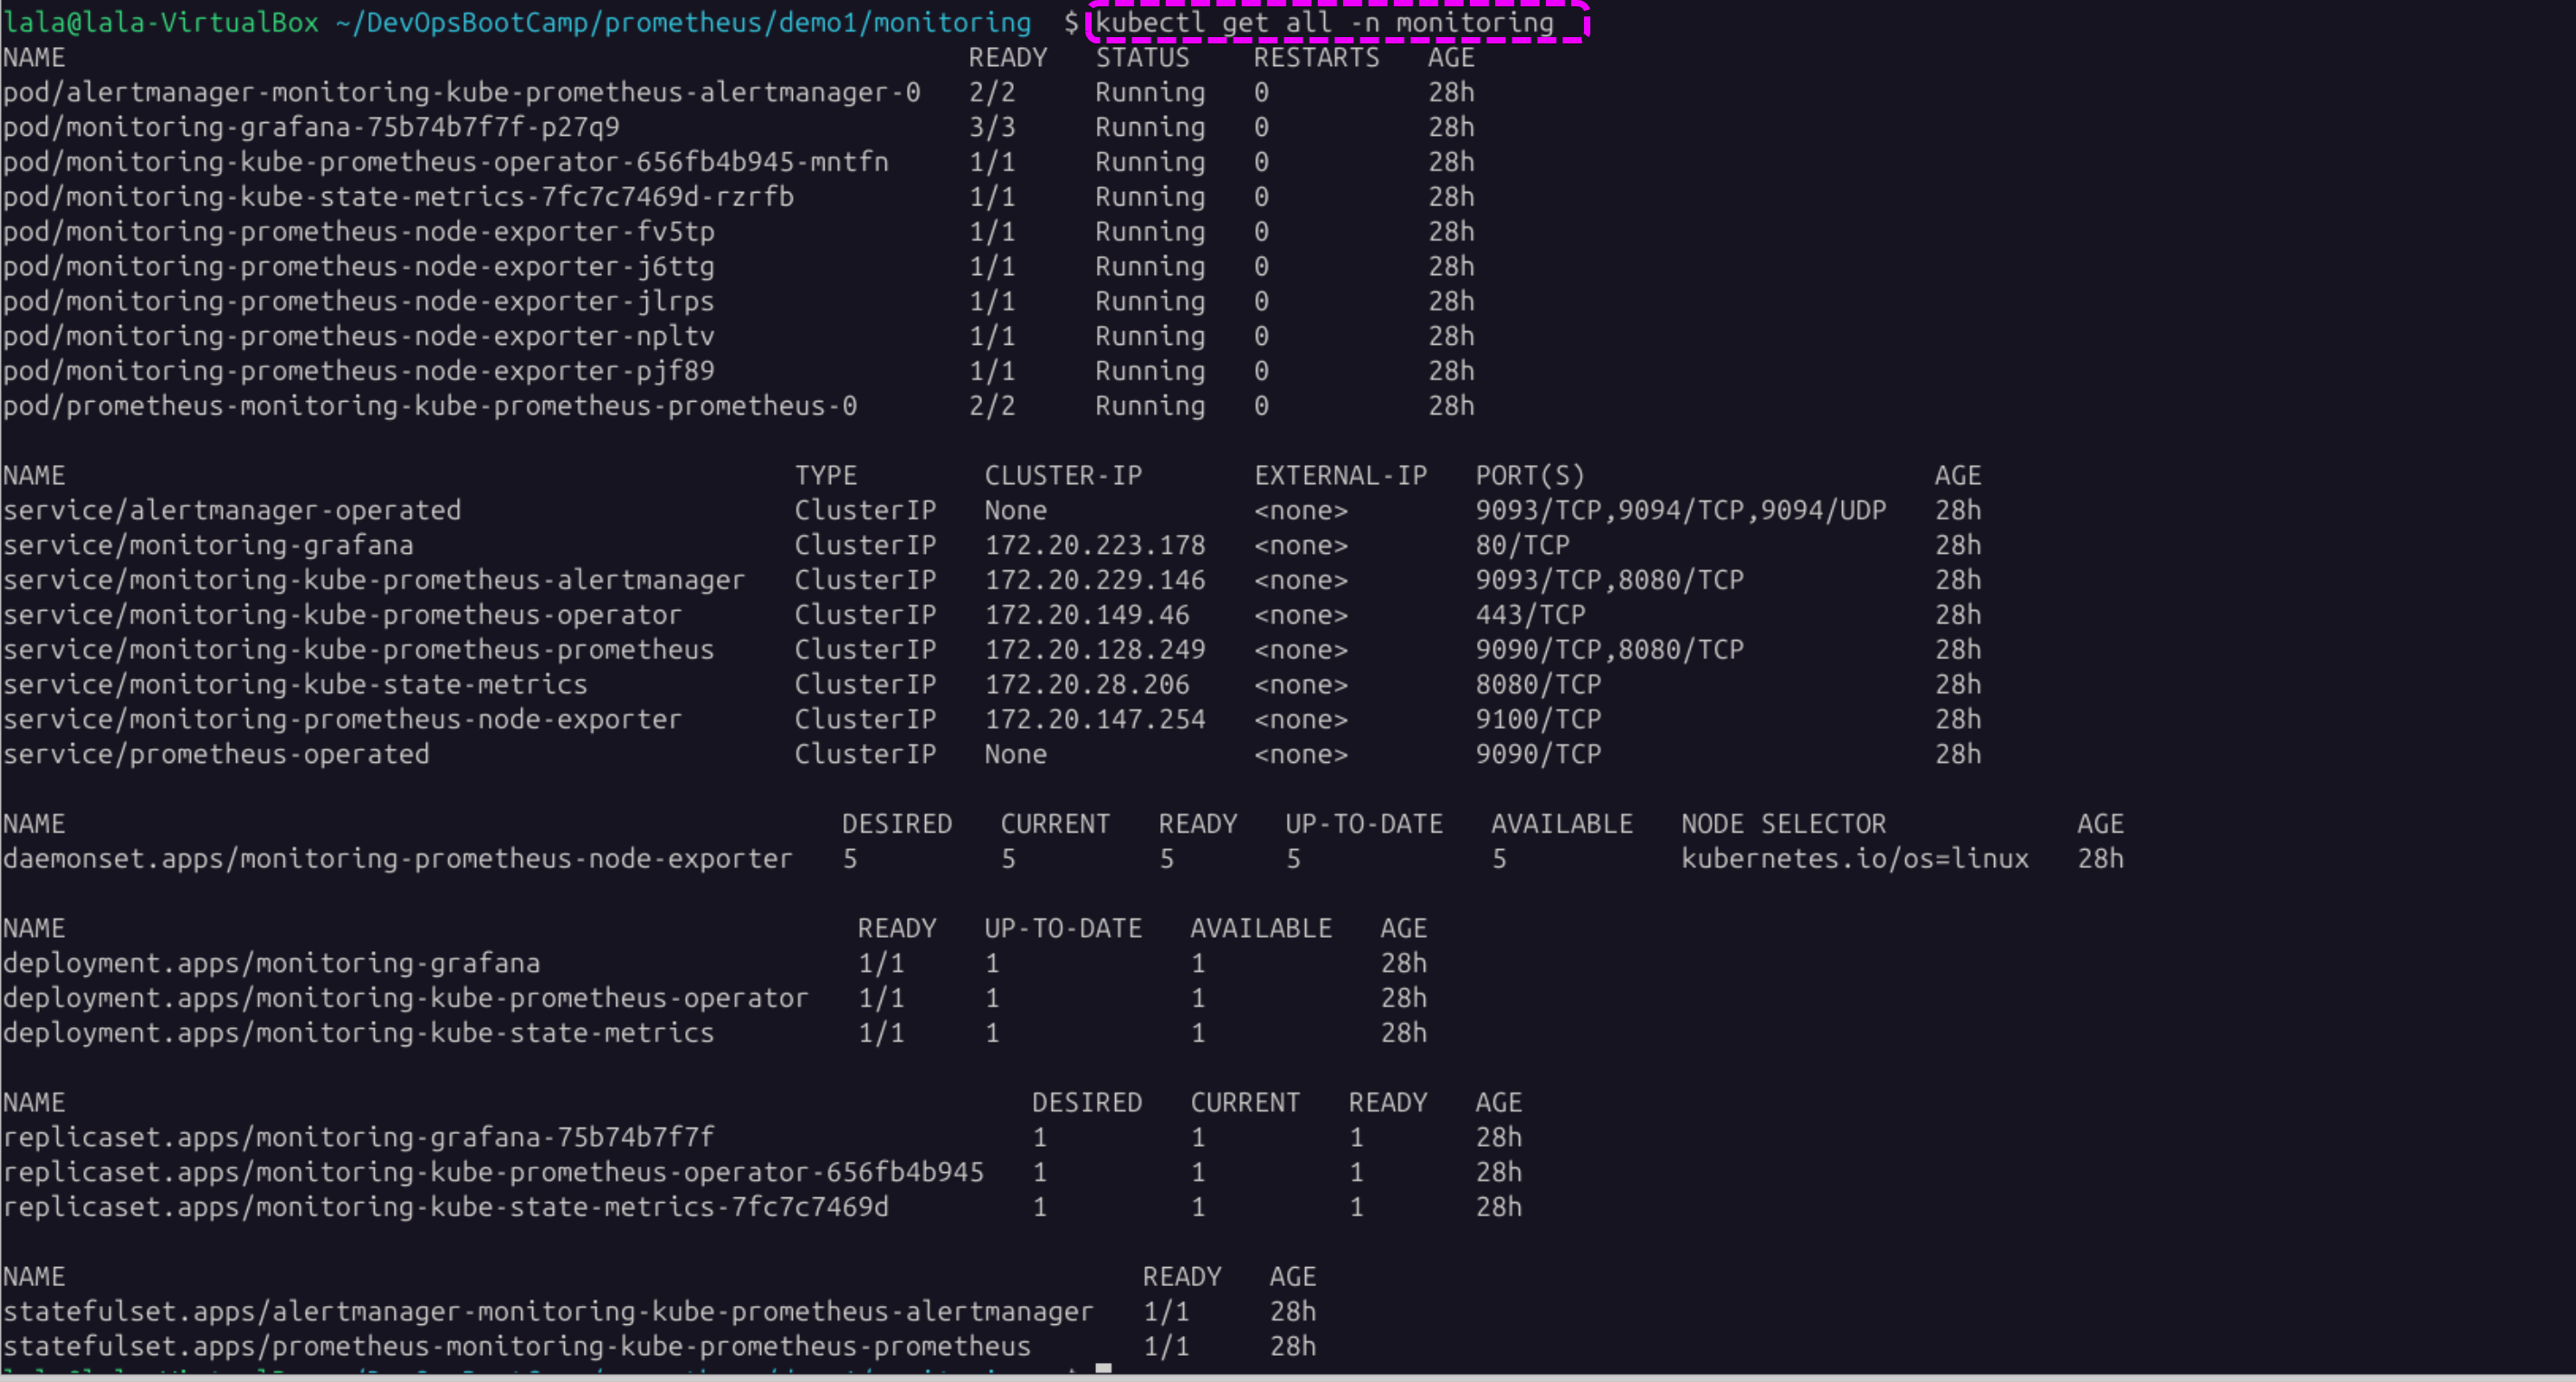 lala@lala-VirtualBox ~/DevOpsBootCamp/prometheus/demo1/monitoring $ kubectl get all -n monitoring
NAME READY STATUS RESTARTS AGE
pod/alertmanager-monitoring-kube-prometheus-alertmanager-0 2/2 Running 0 28h
pod/monitoring-grafana-75b74b7f7f-p27q9 3/3 Running 0 28h
pod/monitoring-kube-prometheus-operator-656fb4b945-mntfn 1/1 Running 0 28h
pod/monitoring-kube-state-metrics-7fc7c7469d-rzrfb 1/1 Running 0 28h
pod/monitoring-prometheus-node-exporter-fv5tp 1/1 Running 0 28h
pod/monitoring-prometheus-node-exporter-j6ttg 1/1 Running 0 28h
pod/monitoring-prometheus-node-exporter-jlrps 1/1 Running 0 28h
pod/monitoring-prometheus-node-exporter-npltv 1/1 Running 0 28h
pod/monitoring-prometheus-node-exporter-pjf89 1/1 Running 0 28h
pod/prometheus-monitoring-kube-prometheus-prometheus-0 2/2 Running 0 28h
NAME TYPE CLUSTER-IP EXTERNAL-IP PORT(S) AGE
service/alertmanager-operated ClusterIP None <none> 9093/TCP,9094/TCP,9094/UDP 28h
service/monitoring-grafana ClusterIP 172.20.223.178 <none> 80/TCP 28h
service/monitoring-kube-prometheus-alertmanager ClusterIP 172.20.229.146 <none> 9093/TCP,8080/TCP 28h
service/monitoring-kube-prometheus-operator ClusterIP 172.20.149.46 <none> 443/TCP 28h
service/monitoring-kube-prometheus-prometheus ClusterIP 172.20.128.249 <none> 9090/TCP,8080/TCP 28h
service/monitoring-kube-state-metrics ClusterIP 172.20.28.206 <none> 8080/TCP 28h
service/monitoring-prometheus-node-exporter ClusterIP 172.20.147.254 <none> 9100/TCP 28h
service/prometheus-operated ClusterIP None <none> 9090/TCP 28h
NAME DESIRED CURRENT READY UP-TO-DATE AVAILABLE NODE SELECTOR AGE
daemonset.apps/monitoring-prometheus-node-exporter 5 5 5 5 5 kubernetes.io/os=linux 28h
NAME READY UP-TO-DATE AVAILABLE AGE
deployment.apps/monitoring-grafana 1/1 1 1 28h
deployment.apps/monitoring-kube-prometheus-operator 1/1 1 1 28h
deployment.apps/monitoring-kube-state-metrics 1/1 1 1 28h
NAME DESIRED CURRENT READY AGE
replicaset.apps/monitoring-grafana-75b74b7f7f 1 1 1 28h
replicaset.apps/monitoring-kube-prometheus-operator-656fb4b945 1 1 1 28h
replicaset.apps/monitoring-kube-state-metrics-7fc7c7469d 1 1 1 28h
NAME READY AGE
statefulset.apps/alertmanager-monitoring-kube-prometheus-alertmanager 1/1 28h
statefulset.apps/prometheus-monitoring-kube-prometheus-prometheus 1/1 28h